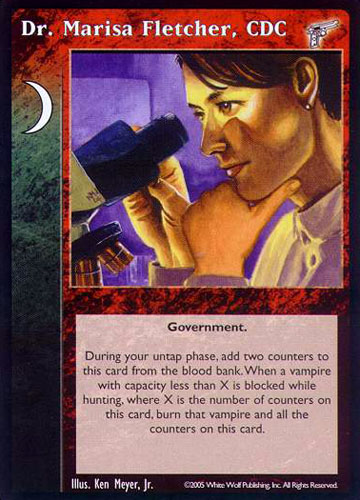 Dr. Marisa Fletcher, CDC
Government.
During your untap phase, add two counters to
this card from the blood bank. When a vampire
with capacity less than X is blocked while
hunting, where X is the number of counters on
this card, burn that vampire and all the
counters on this card.
Illus. Ken Meyer, Jr.
©2005 White Wolf Publishing, Inc. All Rights Reserved.